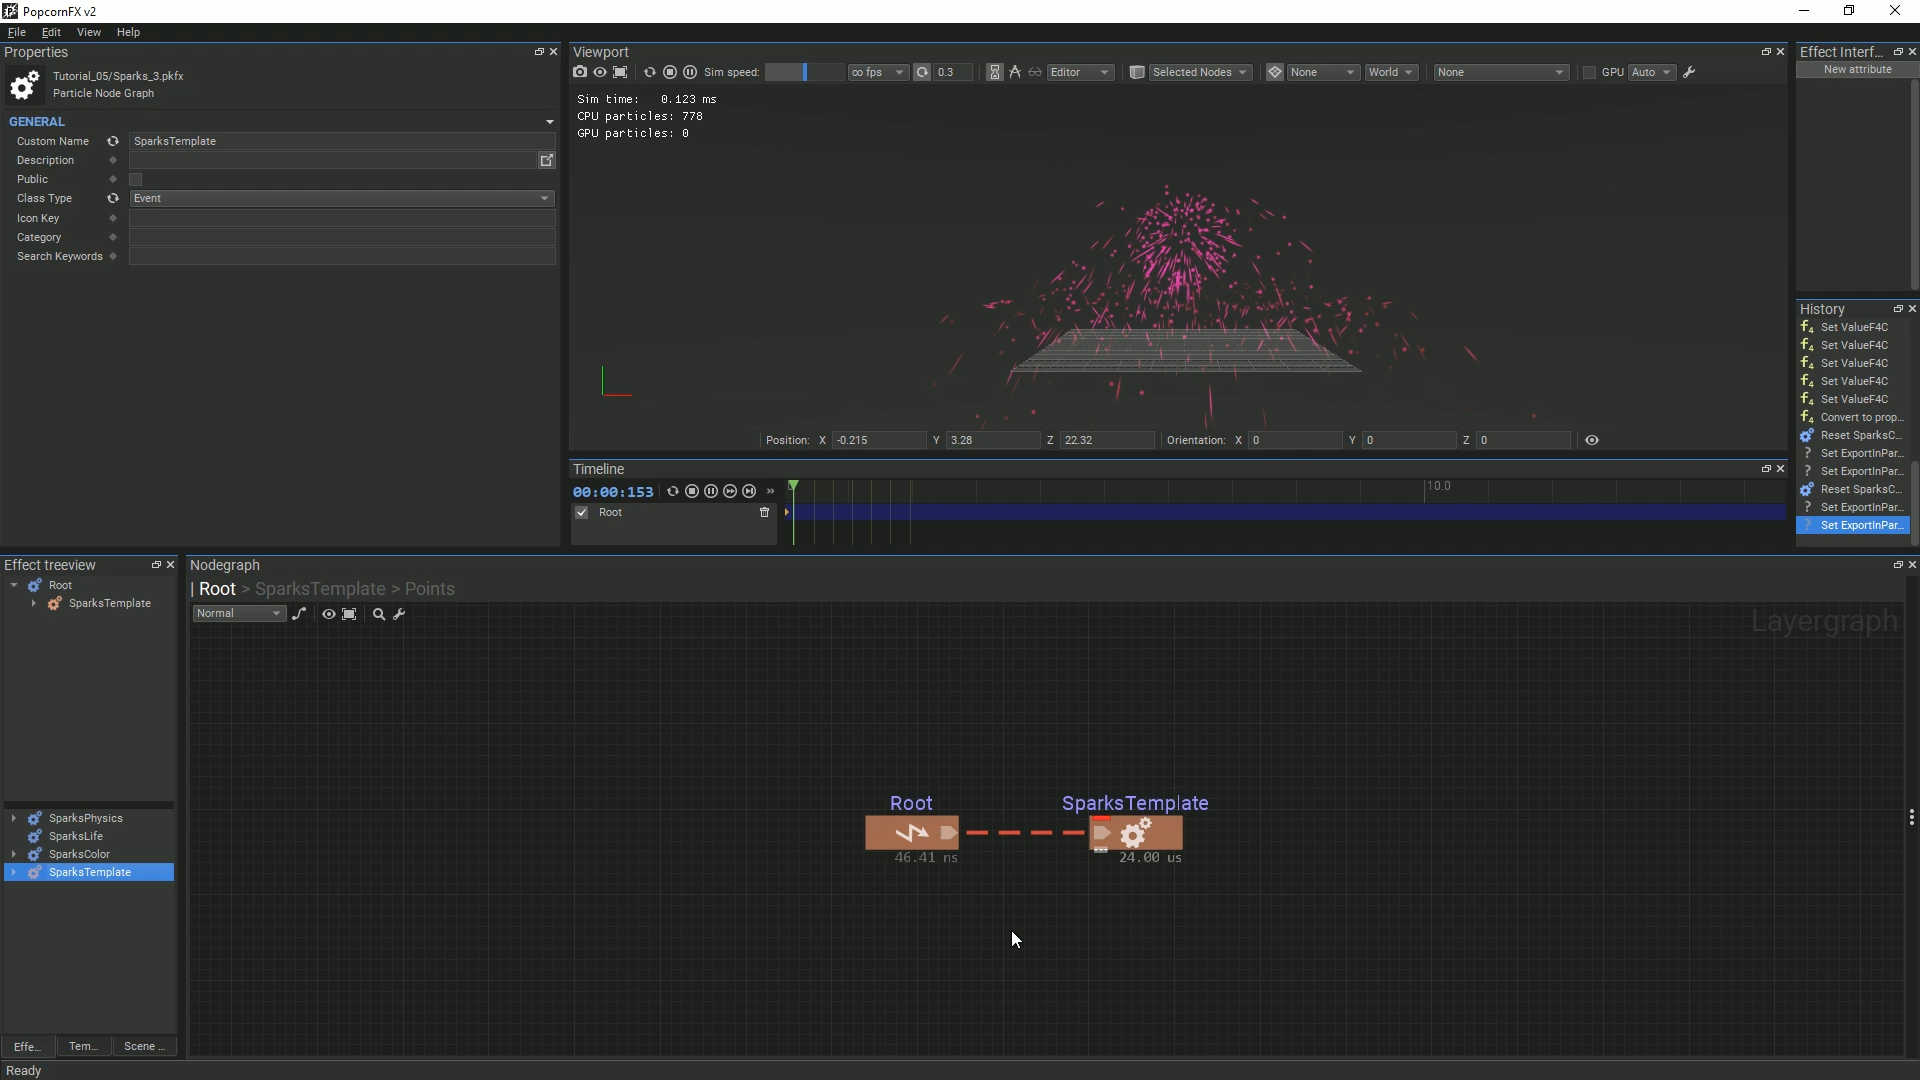 PopcornFX v2
File Edit View Help
Properties
Tutorial_05/Sparks_3.pkfx
Particle Node Graph
GENERAL
Custom Name SparksTemplate
Description
Public
Class Type Event
Icon Key
Category
Search Keywords
Viewport
Sim speed: ∞ fps 0.3 Editor Selected Nodes None World None GPU Auto
Sim time: 0.123 ms
CPU particles: 778
GPU particles: 0
Position: X -0.215 Y 3.28 Z 22.32 Orientation: X 0 Y 0 Z 0
Timeline
00:00:153 » 10.0
Root
Effect Interf...
New attribute
History
f4 Set ValueF4C
f4 Set ValueF4C
f4 Set ValueF4C
f4 Set ValueF4C
f4 Set ValueF4C
f4 Convert to prop...
Reset SparksC...
? Set ExportInPar...
? Set ExportInPar...
Reset SparksC...
? Set ExportInPar...
? Set ExportInPar...
Effect treeview
Root
SparksTemplate
SparksPhysics
SparksLife
SparksColor
SparksTemplate
Effe... Tem... Scene ...
Nodegraph
| Root > SparksTemplate > Points
Normal
Layergraph
Root
46.41 ns
SparksTemplate
24.00 us
Ready